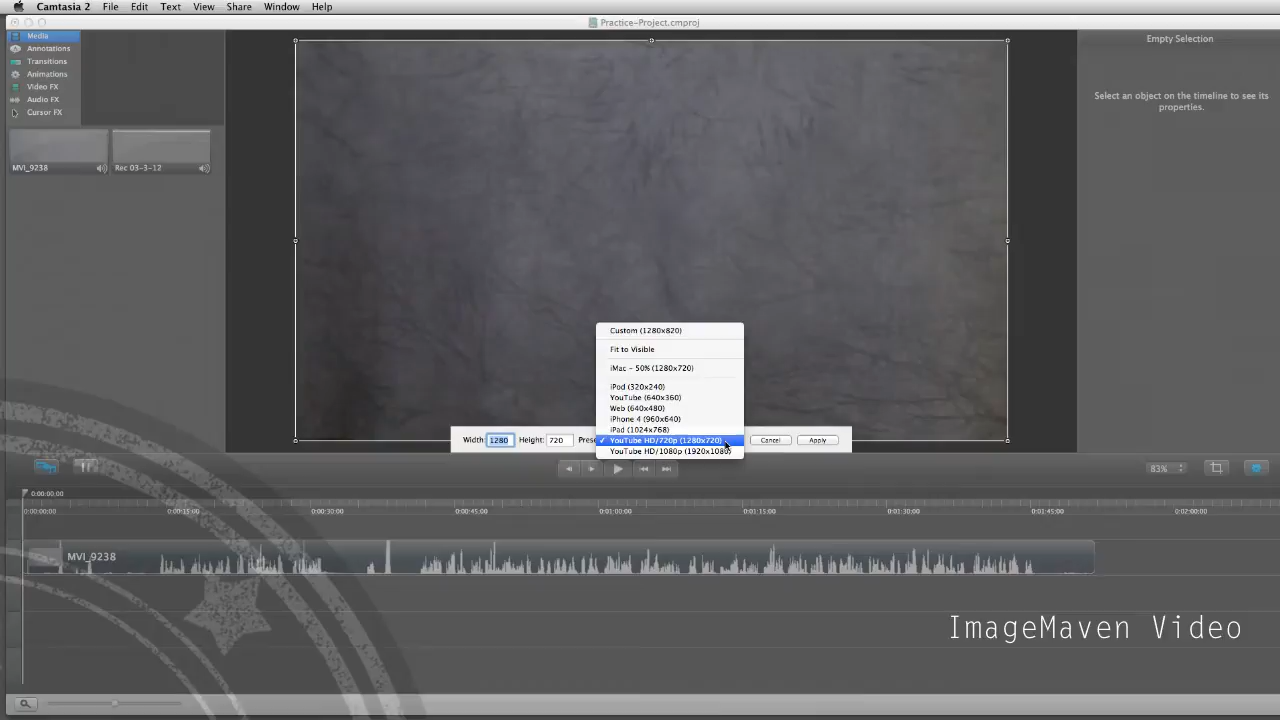 Camtasia 2 File Edit Text View Share Window Help
Practice-Project.cmproj
Media
Annotations
Transitions
Animations
Video FX
Audio FX
Cursor FX
MVI_9238
Rec 03-3-12
Empty Selection
Select an object on the timeline to see its
properties.
Custom (1280x820)
Fit to Visible
iMac - 50% (1280x720)
iPod (320x240)
YouTube (640x360)
Web (640x480)
iPhone 4 (960x640)
iPad (1024x768)
Width: 1280 Height: 720 Prese ✓ YouTube HD/720p (1280x720) Cancel Apply
YouTube HD/1080p (1920x1080)
83%
0:00:00;00
0:00:00;00 0:00:15;00 0:00:30;00 0:00:45;00 0:01:00;00 0:01:15;00 0:01:30;00 0:01:45;00 0:02:00;00
MVI_9238
ImageMaven Video